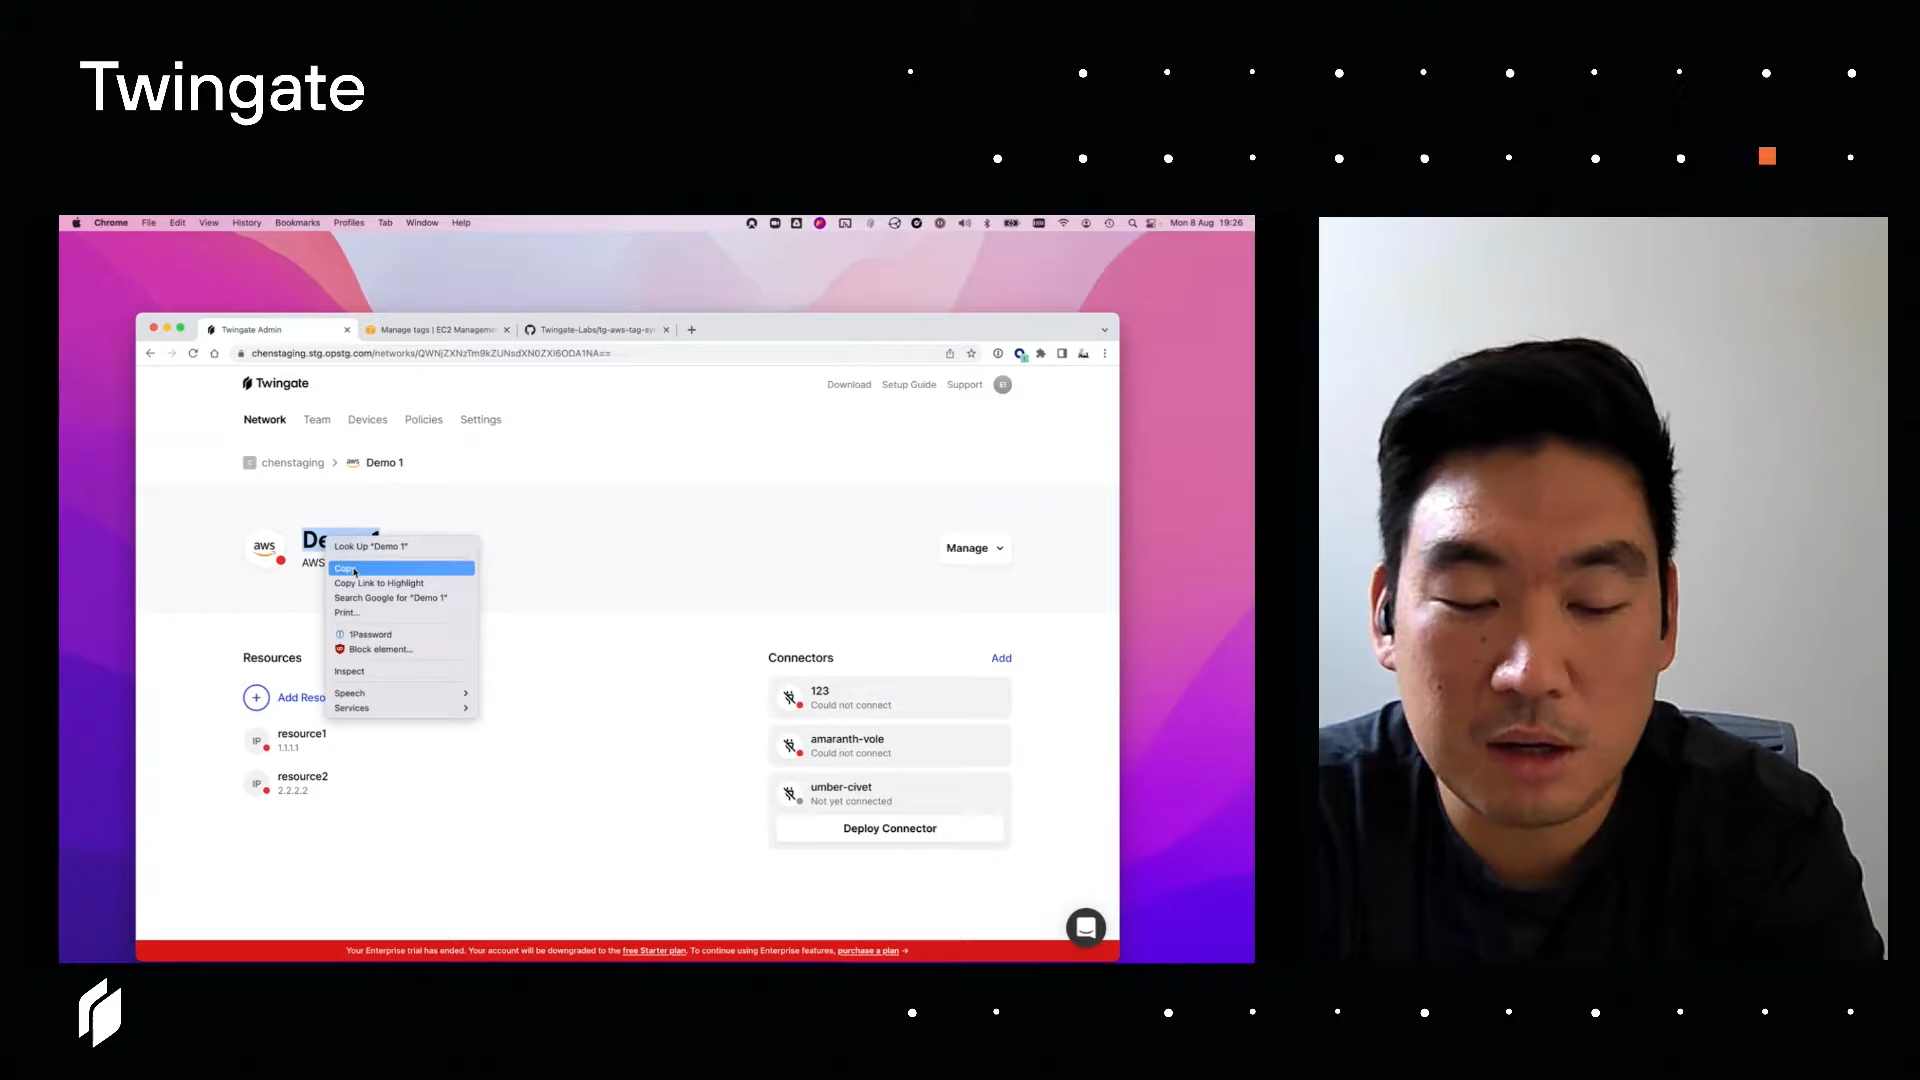 Twingate
Chrome File Edit View History Bookmarks Profiles Tab Window Help
Mon 8 Aug 19:26
Twingate Admin
Manage tags | EC2 Manageme
Twingate-Labs/tg-aws-tag-sy
chenstaging.stg.opstg.com/networks/QWNjZXNzTm9kZUNsdXN0ZXI6ODA1NA==
Twingate
Download Setup Guide Support
Network Team Devices Policies Settings
chenstaging > aws Demo 1
aws
De
AWS
Manage
Look Up "Demo 1"
Copy
Copy Link to Highlight
Search Google for "Demo 1"
Print...
1Password
Block element...
Inspect
Speech
Services
Resources
+ Add Reso
IP resource1
1.1.1.1
IP resource2
2.2.2.2
Connectors Add
123
Could not connect
amaranth-vole
Could not connect
umber-civet
Not yet connected
Deploy Connector
Your Enterprise trial has ended. Your account will be downgraded to the free Starter plan. To continue using Enterprise features, purchase a plan →